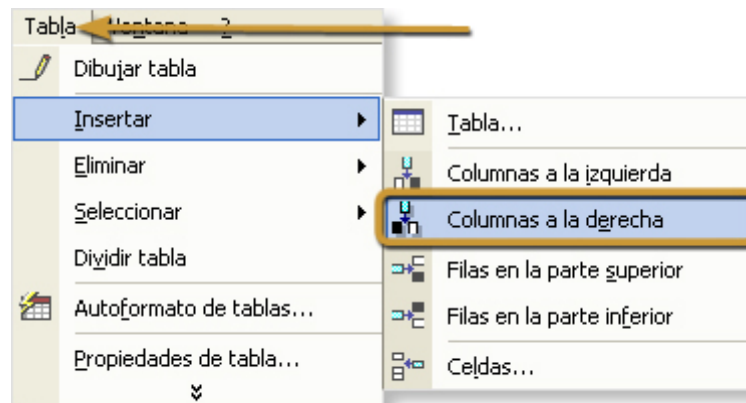 Tabla Ventana ?
Dibujar tabla
Insertar
Eliminar
Seleccionar
Dividir tabla
Autoformato de tablas...
Propiedades de tabla...
Tabla...
Columnas a la izquierda
Columnas a la derecha
Filas en la parte superior
Filas en la parte inferior
Celdas...